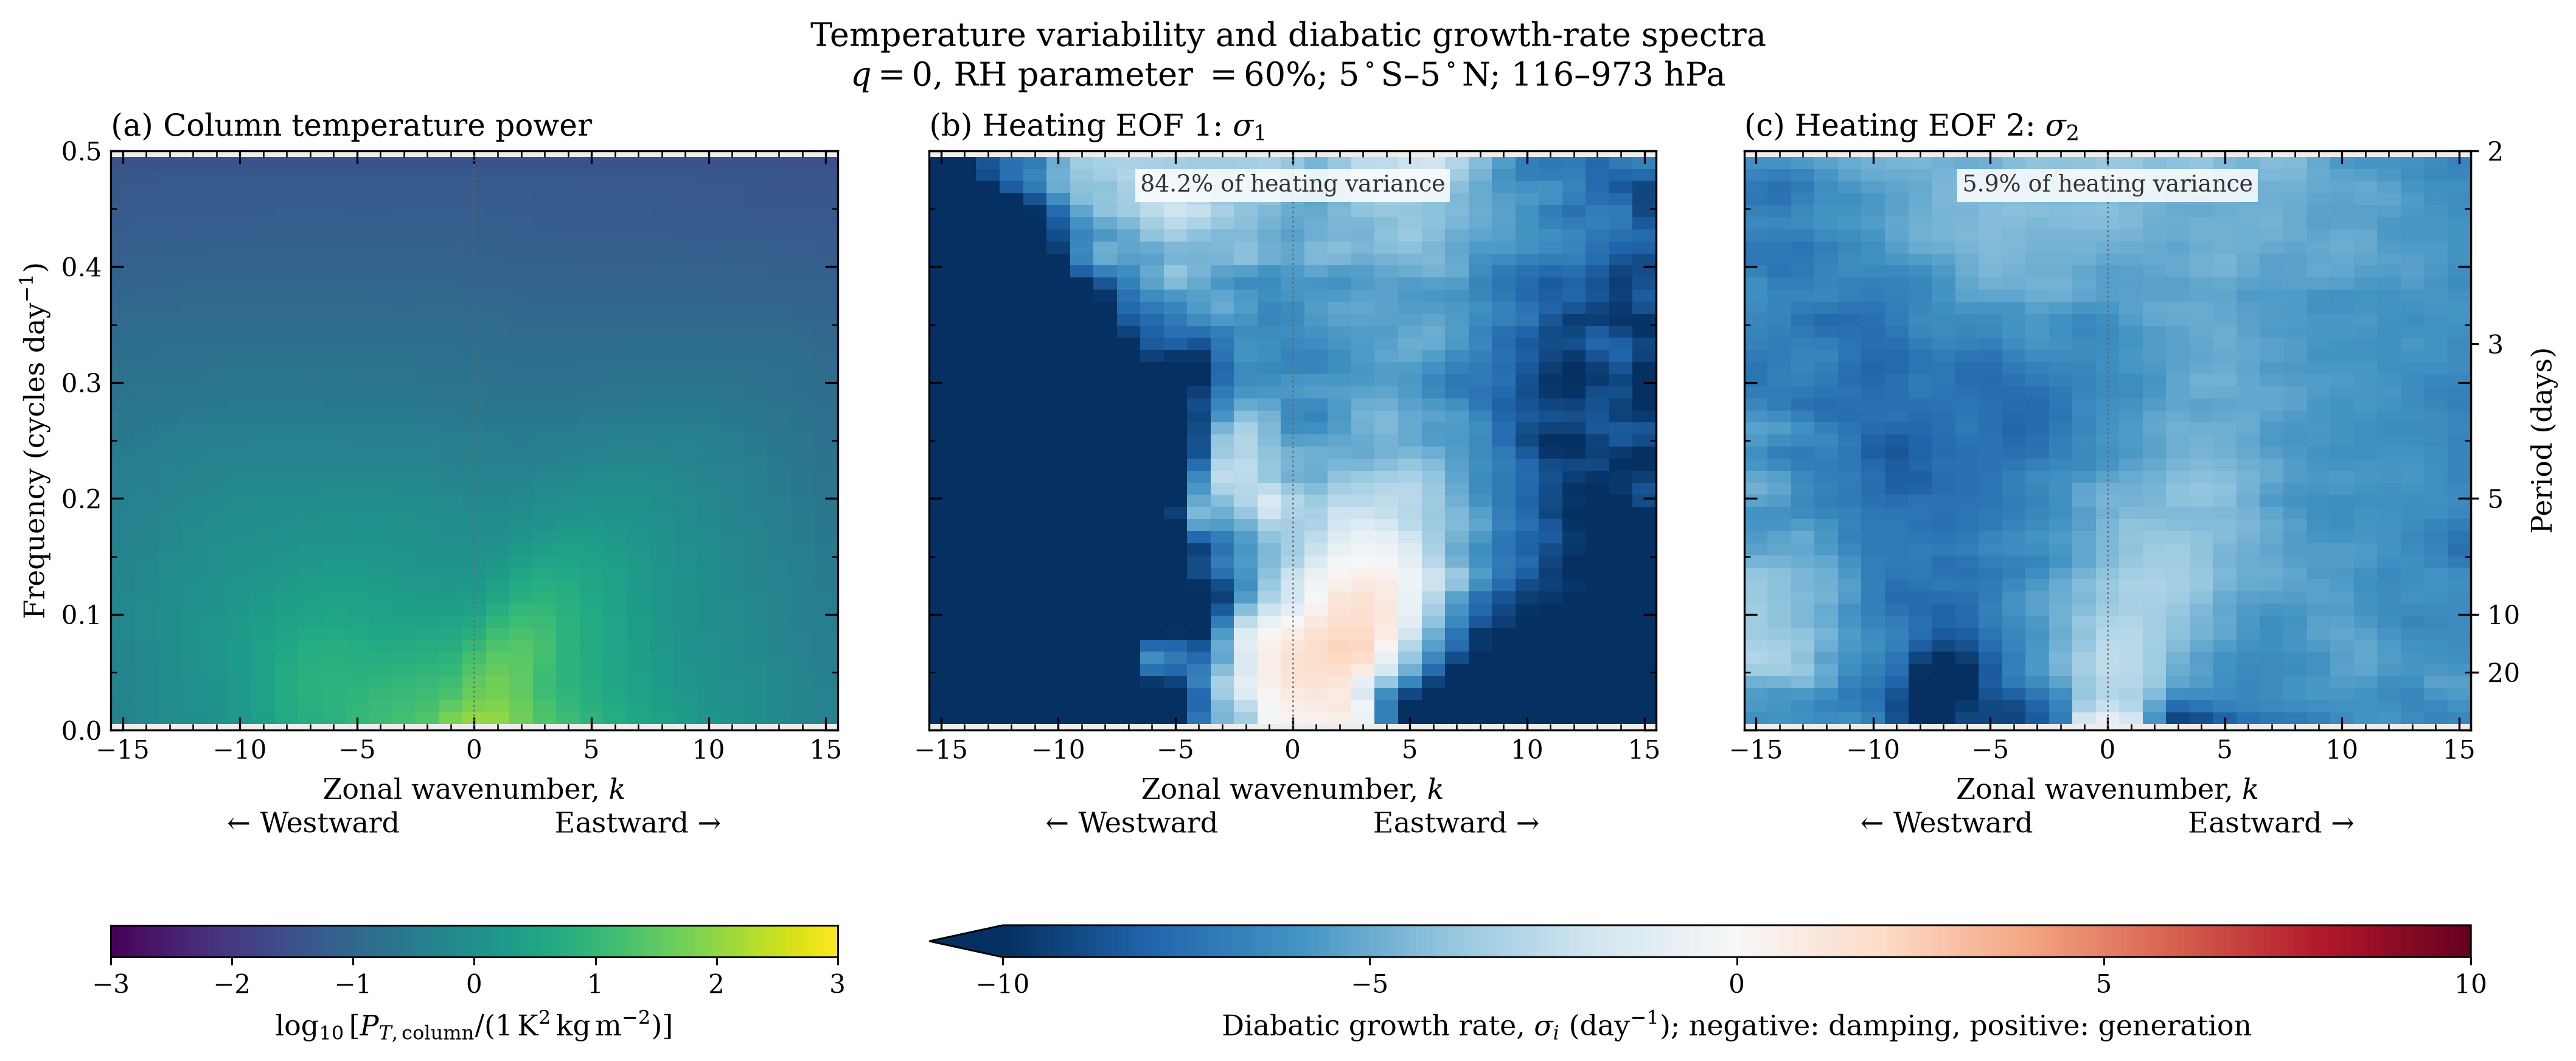 Temperature variability and diabatic growth-rate spectra
q = 0, RH parameter = 60%; 5°S–5°N; 116–973 hPa
(a) Column temperature power
(b) Heating EOF 1: σ₁
(c) Heating EOF 2: σ₂
84.2% of heating variance
5.9% of heating variance
Frequency (cycles day⁻¹)
0.5
0.4
0.3
0.2
0.1
0.0
2
3
5
10
20
Period (days)
−15 −10 −5 0 5 10 15
−15 −10 −5 0 5 10 15
−15 −10 −5 0 5 10 15
Zonal wavenumber, k
← Westward Eastward →
Zonal wavenumber, k
← Westward Eastward →
Zonal wavenumber, k
← Westward Eastward →
−3 −2 −1 0 1 2 3
log₁₀ [P_{T, column}/(1 K² kg m⁻²)]
−10 −5 0 5 10
Diabatic growth rate, σᵢ (day⁻¹); negative: damping, positive: generation